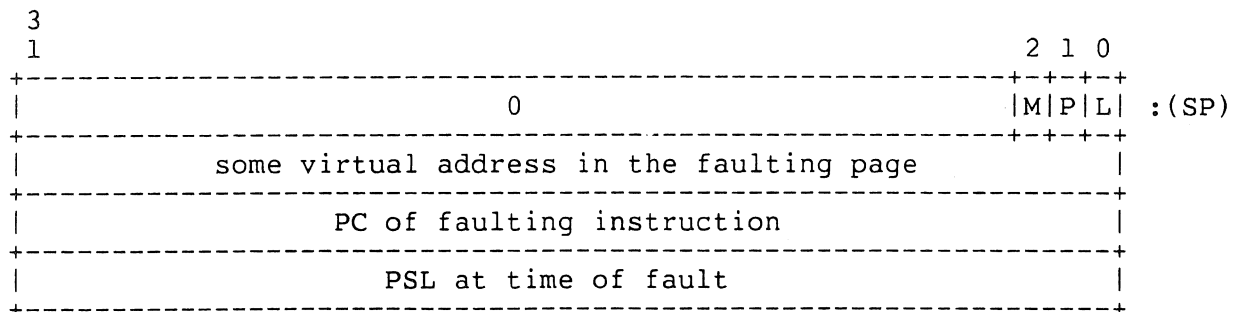 3
1 2 1 0
+---------------------------------------------------------+-+-+-+
| 0 |M|P|L| :(SP)
+---------------------------------------------------------+-+-+-+
| some virtual address in the faulting page |
+---------------------------------------------------------------+
| PC of faulting instruction |
+---------------------------------------------------------------+
| PSL at time of fault |
+---------------------------------------------------------------+